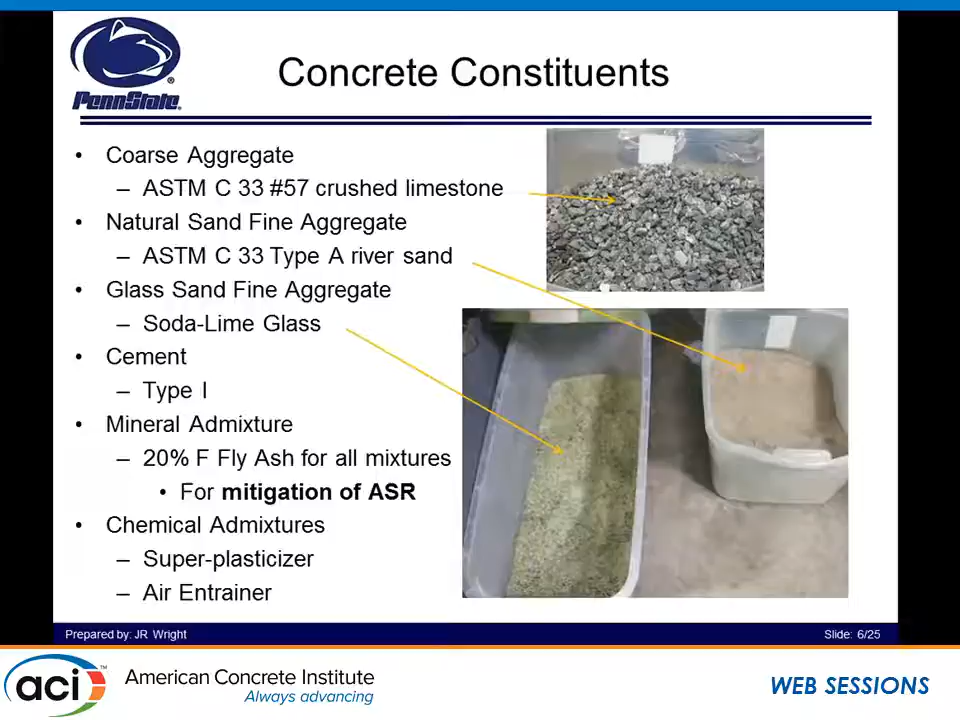 PennState
Concrete Constituents
• Coarse Aggregate
– ASTM C 33 #57 crushed limestone
• Natural Sand Fine Aggregate
– ASTM C 33 Type A river sand
• Glass Sand Fine Aggregate
– Soda-Lime Glass
• Cement
– Type I
• Mineral Admixture
– 20% F Fly Ash for all mixtures
• For mitigation of ASR
• Chemical Admixtures
– Super-plasticizer
– Air Entrainer
Prepared by: JR Wright
Slide: 6/25
aci™
American Concrete Institute
Always advancing
WEB SESSIONS